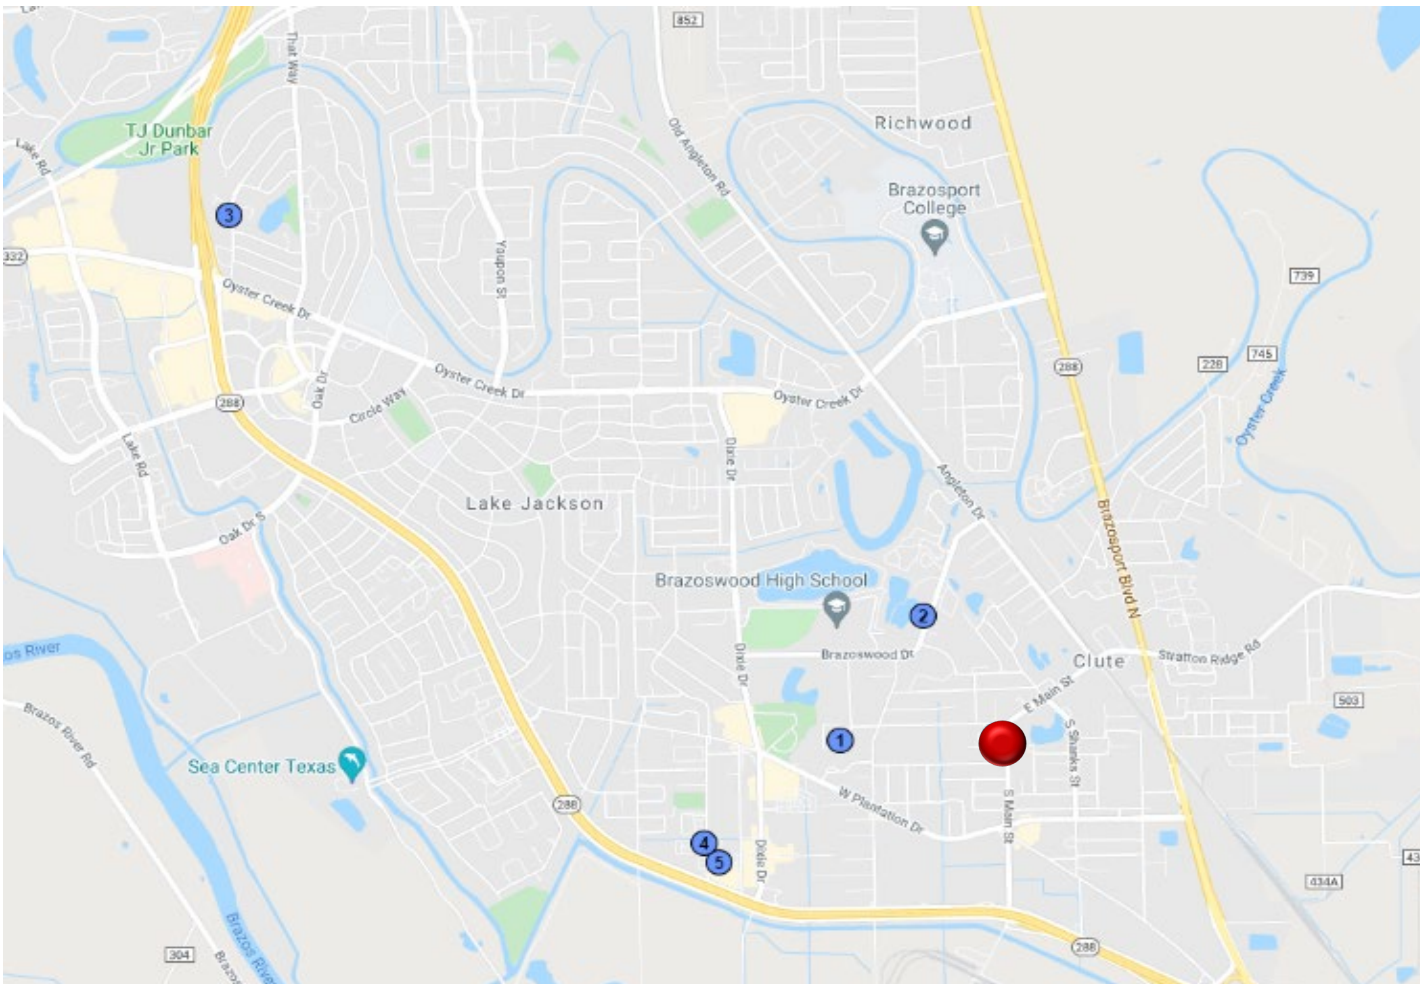 852
That Way
TJ Dunbar
Jr Park
Lake Rd
Old Angleton Rd
Richwood
Brazosport
College
3
332
Yaupon St
739
Oyster Creek Dr
745
228
288
Oyster Creek Dr
Oyster Creek Dr
Oak Dr
288
Circle Way
Oyster Creek
Lake Rd
Dixie Dr
Angleton Dr
Lake Jackson
Brazosport Blvd N
Oak Dr S
Brazoswood High School
2
os River
Dixie Dr
Brazoswood Dr
Clute
Stratton Ridge Rd
E Main St
503
Brazos River Rd
1
S Shanks St
Sea Center Texas
W Plantation Dr
S Main St
288
4
5
Dixie Dr
43
434A
Brazos River
304
Brazos
288